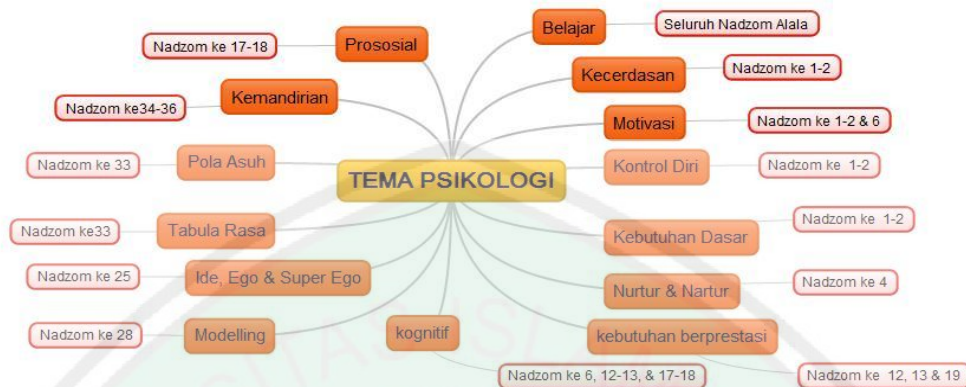 Belajar
Seluruh Nadzom Alala
Prososial
Nadzom ke 17-18
Kecerdasan
Nadzom ke 1-2
Kemandirian
Nadzom ke34-36
Motivasi
Nadzom ke 1-2 & 6
Pola Asuh
Nadzom ke 33
TEMA PSIKOLOGI
Kontrol Diri
Nadzom ke 1-2
Tabula Rasa
Nadzom ke33
Kebutuhan Dasar
Nadzom ke 1-2
Ide, Ego & Super Ego
Nadzom ke 25
Nurtur & Nartur
Nadzom ke 4
Modelling
Nadzom ke 28
kognitif
Nadzom ke 6, 12-13, & 17-18
kebutuhan berprestasi
Nadzom ke 12, 13 & 19